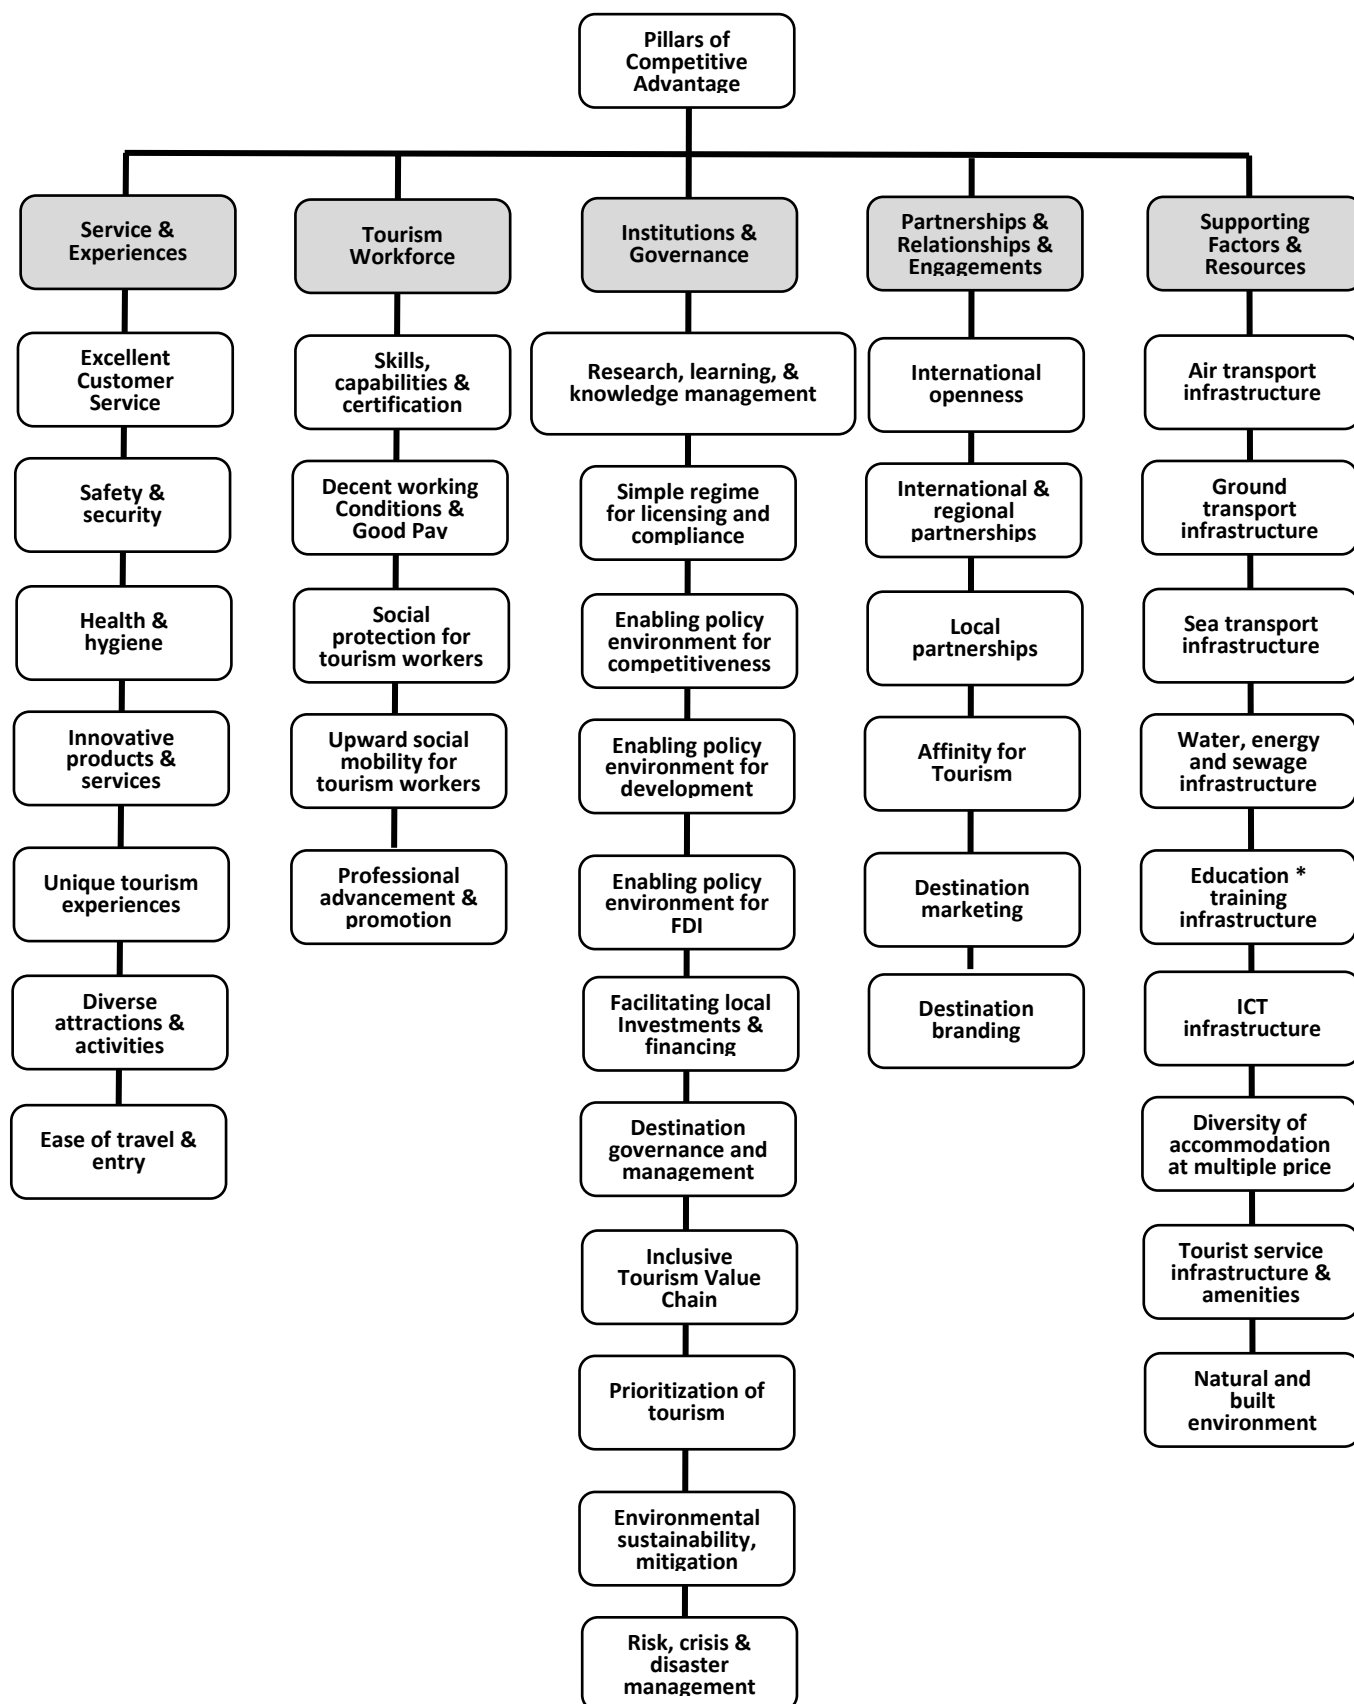 Pillars of
Competitive
Advantage
Service &
Experiences
Tourism
Workforce
Institutions &
Governance
Partnerships &
Relationships &
Engagements
Supporting
Factors &
Resources
Excellent
Customer
Service
Safety &
security
Health &
hygiene
Innovative
products &
services
Unique tourism
experiences
Diverse
attractions &
activities
Ease of travel &
entry
Skills,
capabilities &
certification
Decent working
Conditions &
Good Pay
Social
protection for
tourism workers
Upward social
mobility for
tourism workers
Professional
advancement &
promotion
Research, learning, &
knowledge management
Simple regime
for licensing and
compliance
Enabling policy
environment for
competitiveness
Enabling policy
environment for
development
Enabling policy
environment for
FDI
Facilitating local
Investments &
financing
Destination
governance and
management
Inclusive
Tourism Value
Chain
Prioritization of
tourism
Environmental
sustainability,
mitigation
Risk, crisis &
disaster
management
International
openness
International &
regional
partnerships
Local
partnerships
Affinity for
Tourism
Destination
marketing
Destination
branding
Air transport
infrastructure
Ground
transport
infrastructure
Sea transport
infrastructure
Water, energy
and sewage
infrastructure
Education *
training
infrastructure
ICT
infrastructure
Diversity of
accommodation
at multiple price
Tourist service
infrastructure &
amenities
Natural and
built
environment